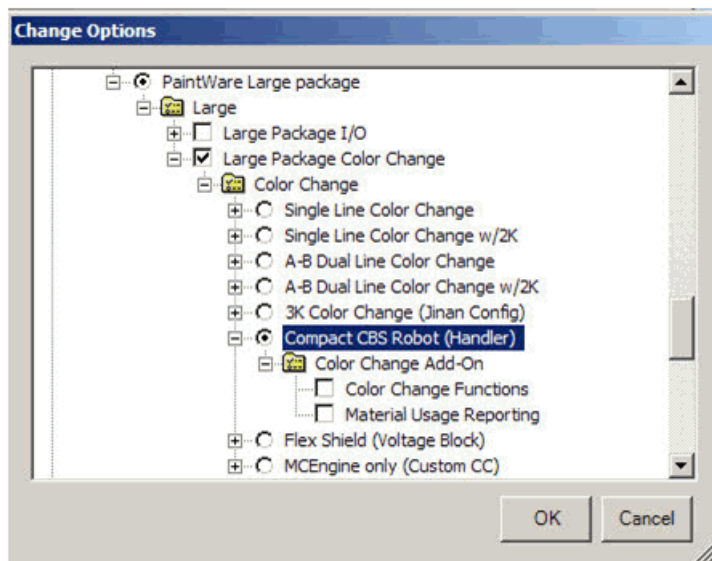 Change Options
PaintWare Large package
Large
Large Package I/O
Large Package Color Change
Color Change
Single Line Color Change
Single Line Color Change w/2K
A-B Dual Line Color Change
A-B Dual Line Color Change w/2K
3K Color Change (Jinan Config)
Compact CBS Robot (Handler)
Color Change Add-On
Color Change Functions
Material Usage Reporting
Flex Shield (Voltage Block)
MCEngine only (Custom CC)
OK Cancel